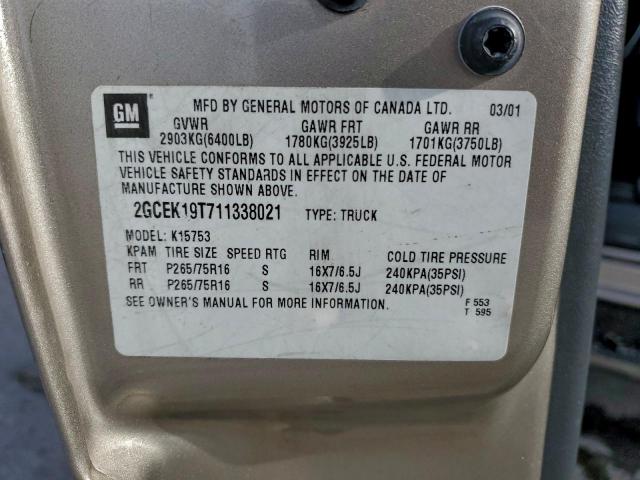 GM
MFD BY GENERAL MOTORS OF CANADA LTD. 03/01
GVWR GAWR FRT GAWR RR
2903KG(6400LB) 1780KG(3925LB) 1701KG(3750LB)
THIS VEHICLE CONFORMS TO ALL APPLICABLE U.S. FEDERAL MOTOR
VEHICLE SAFETY STANDARDS IN EFFECT ON THE DATE OF
MANUFACTURE SHOWN ABOVE.
2GCEK19T711338021 TYPE: TRUCK
MODEL: K15753
KPAM TIRE SIZE SPEED RTG RIM COLD TIRE PRESSURE
FRT P265/75R16 S 16X7/6.5J 240KPA(35PSI)
RR P265/75R16 S 16X7/6.5J 240KPA(35PSI)
SEE OWNER'S MANUAL FOR MORE INFORMATION.
F 553
T 595